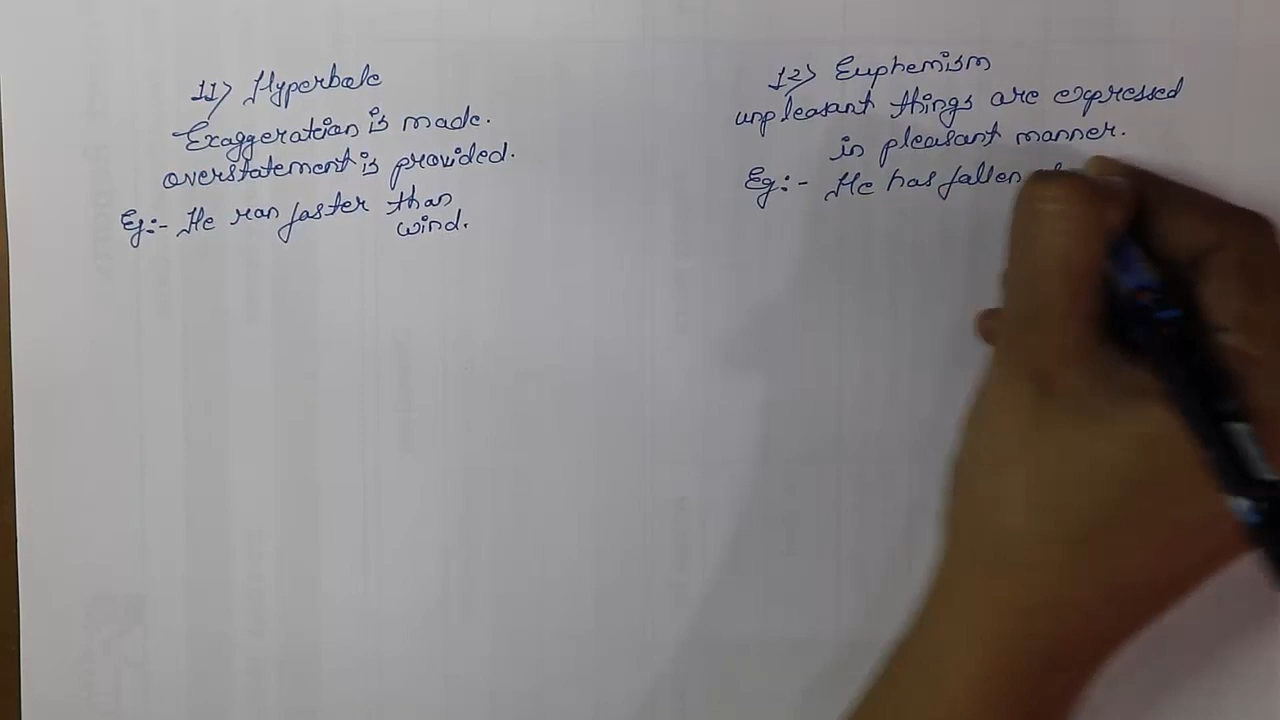 11) Hyperbole
Exaggeration is made.
overstatement is provided.
Eg:- He ran faster than
wind.
12) Euphemism
unpleasant things are expressed
in pleasant manner.
Eg:- He has fallen